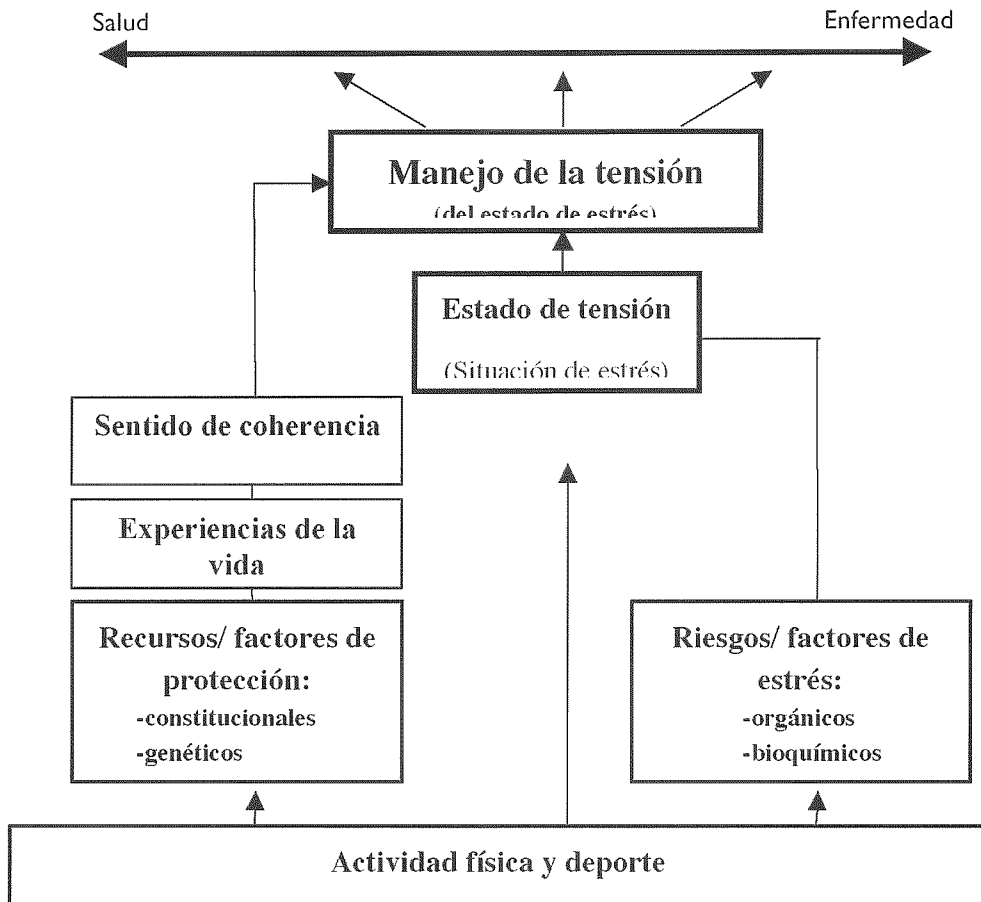 Salud
Enfermedad
Manejo de la tensión
(del estado de estrés)
Estado de tensión
(Situación de estrés)
Sentido de coherencia
Experiencias de la
vida
Recursos/ factores de
protección:
-constitucionales
-genéticos
Riesgos/ factores de
estrés:
-orgánicos
-bioquímicos
Actividad física y deporte